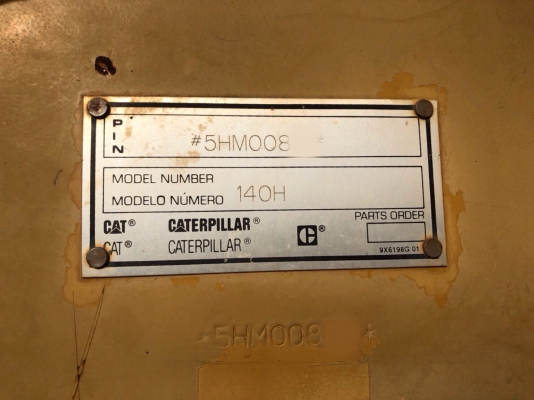 PIN
#5HM008
MODEL NUMBER
MODELO NÚMERO 140H
PARTS ORDER
CAT® CATERPILLAR® C®
CAT® CATERPILLAR®
9X6198G 01
*5HM008 *